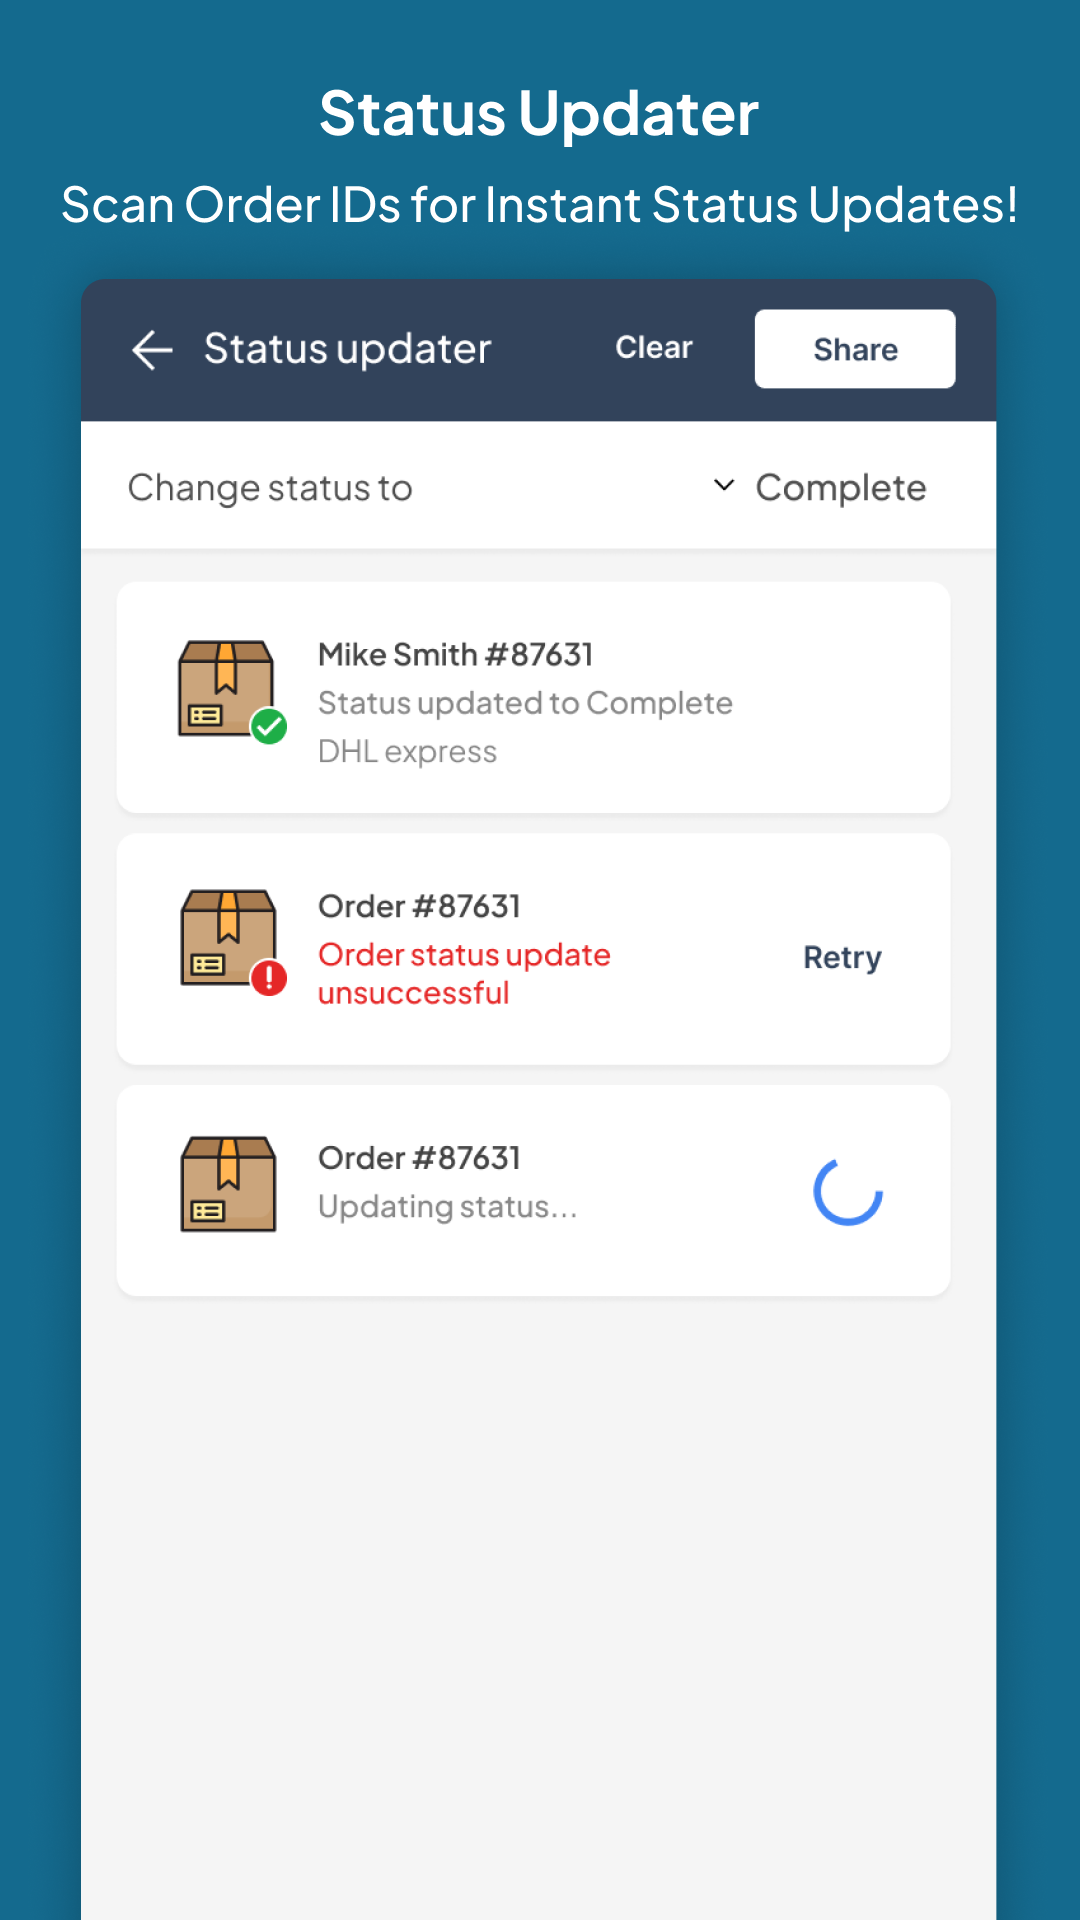 Status Updater
Scan Order IDs for Instant Status Updates!
Status updater
Clear
Share
Change status to
Complete
Mike Smith #87631
Status updated to Complete
DHL express
Order #87631
Order status update
unsuccessful
Retry
Order #87631
Updating status...